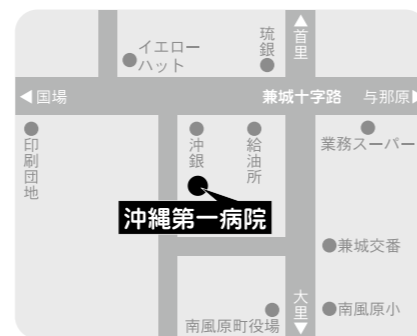 イエロー
ハット
琉銀
▲首里
◀国場
兼城十字路
与那原▶
印刷団地
沖銀
給油所
業務スーパー
沖縄第一病院
兼城交番
大里▼
南風原小
南風原町役場